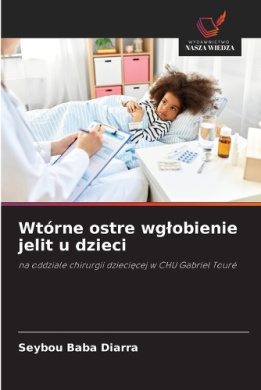 WYDAWNICTWO
NASZA WIEDZA
Wtórne ostre wgłobienie
jelit u dzieci
na oddziale chirurgii dziecięcej w CHU Gabriel Touré
Seybou Baba Diarra